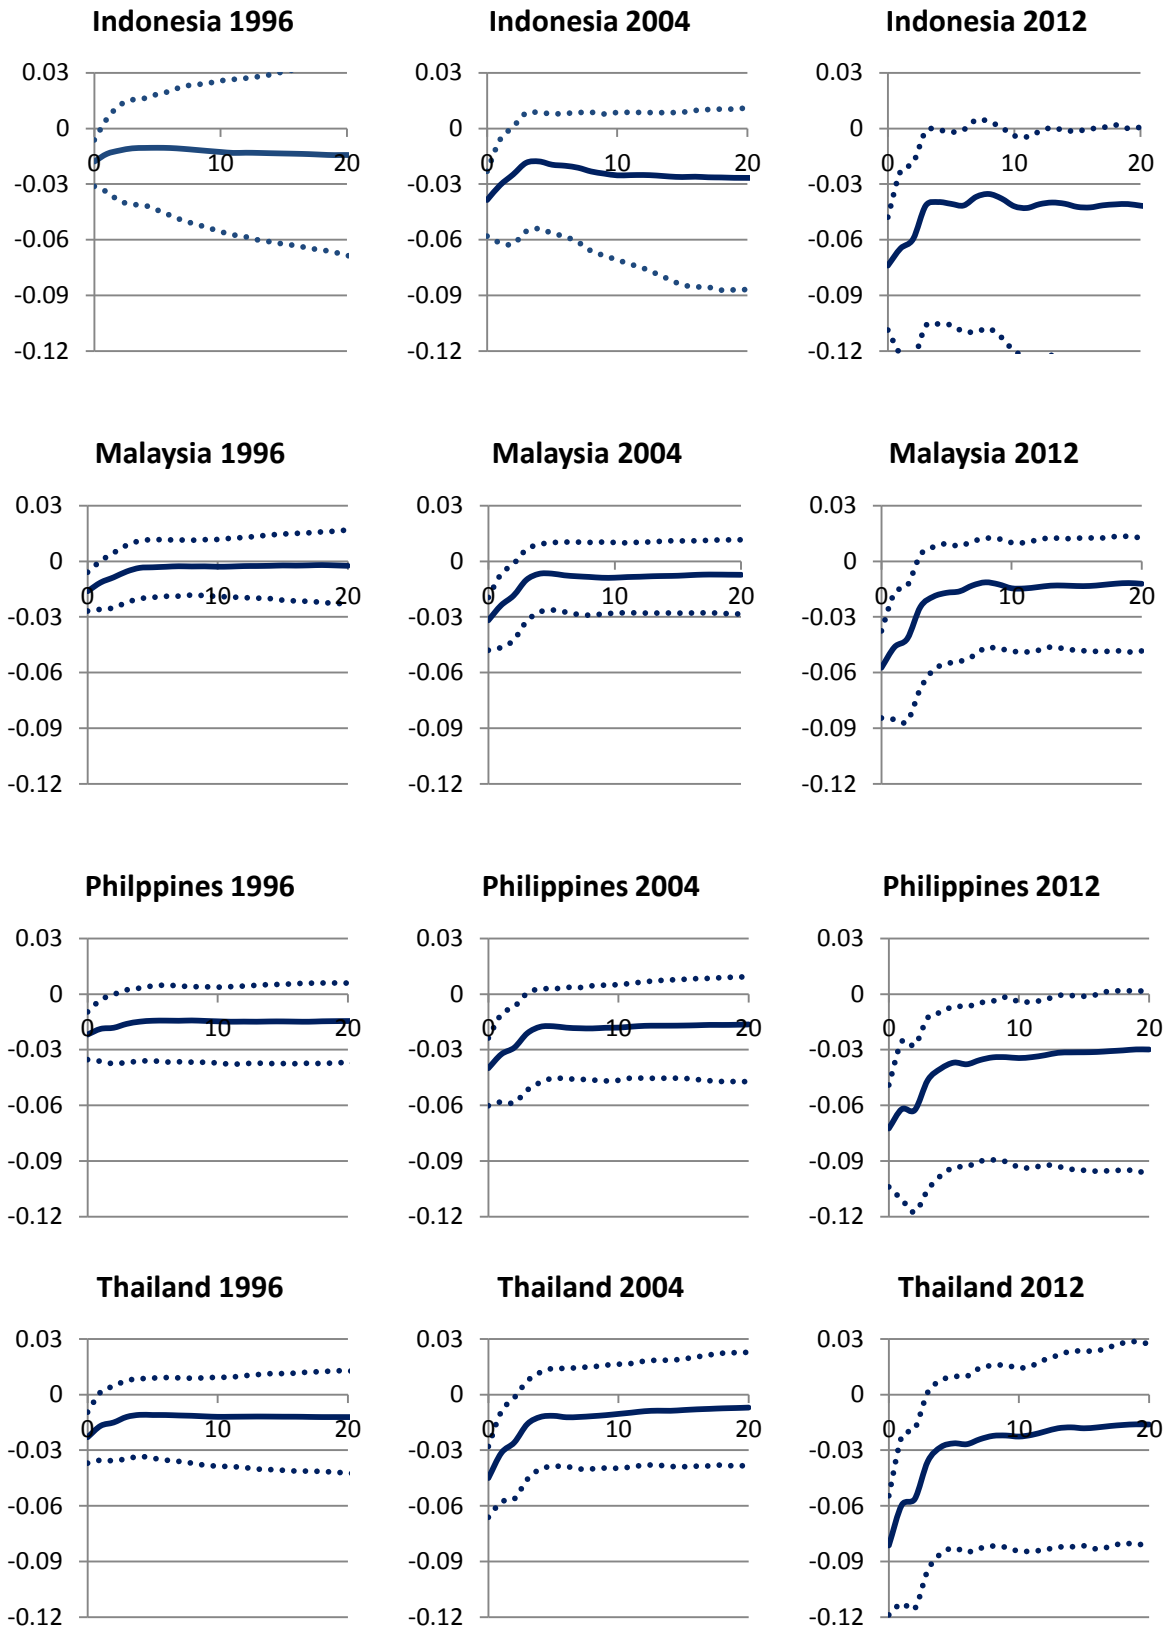 Indonesia 1996 Indonesia 2004 Indonesia 2012
0.03 0.03 0.03
0 0 0
0 10 20 0 10 20 0 10 20
-0.03 -0.03 -0.03
-0.06 -0.06 -0.06
-0.09 -0.09 -0.09
-0.12 -0.12 -0.12
Malaysia 1996 Malaysia 2004 Malaysia 2012
0.03 0.03 0.03
0 0 0
0 10 20 0 10 20 0 10 20
-0.03 -0.03 -0.03
-0.06 -0.06 -0.06
-0.09 -0.09 -0.09
-0.12 -0.12 -0.12
Philppines 1996 Philippines 2004 Philippines 2012
0.03 0.03 0.03
0 0 0
0 10 20 0 10 20 0 10 20
-0.03 -0.03 -0.03
-0.06 -0.06 -0.06
-0.09 -0.09 -0.09
-0.12 -0.12 -0.12
Thailand 1996 Thailand 2004 Thailand 2012
0.03 0.03 0.03
0 0 0
0 10 20 0 10 20 0 10 20
-0.03 -0.03 -0.03
-0.06 -0.06 -0.06
-0.09 -0.09 -0.09
-0.12 -0.12 -0.12